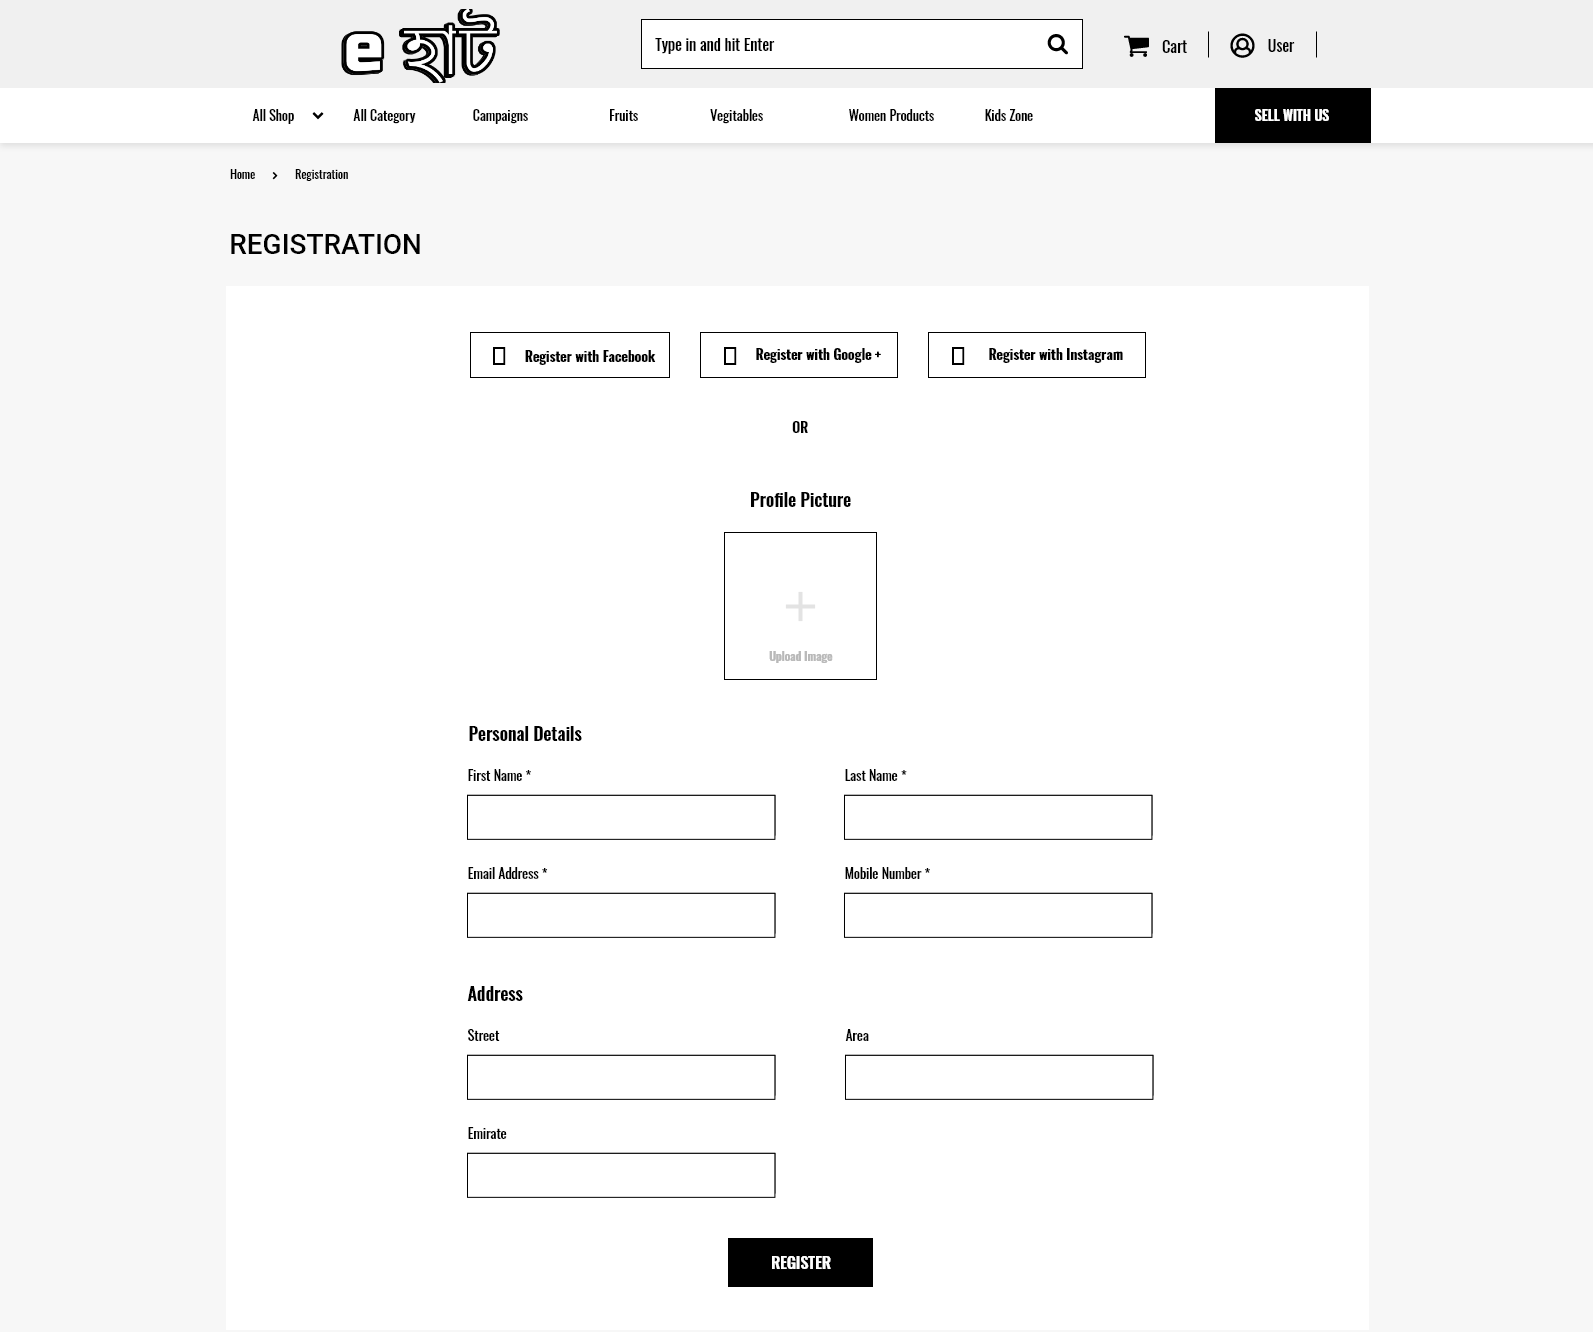 e হাট
Type in and hit Enter
Cart
User
All Shop
All Category
Campaigns
Fruits
Vegitables
Women Products
Kids Zone
SELL WITH US
Home
Registration
REGISTRATION
Register with Facebook
Register with Google +
Register with Instagram
OR
Profile Picture
Upload Image
Personal Details
First Name *
Last Name *
Email Address *
Mobile Number *
Address
Street
Area
Emirate
REGISTER